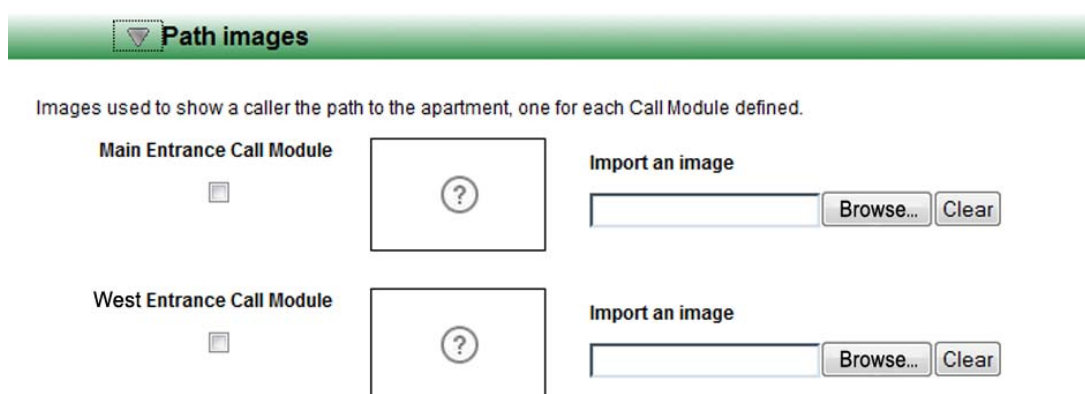 Path images
Images used to show a caller the path to the apartment, one for each Call Module defined.
Main Entrance Call Module
?
Import an image
Browse... Clear
West Entrance Call Module
?
Import an image
Browse... Clear